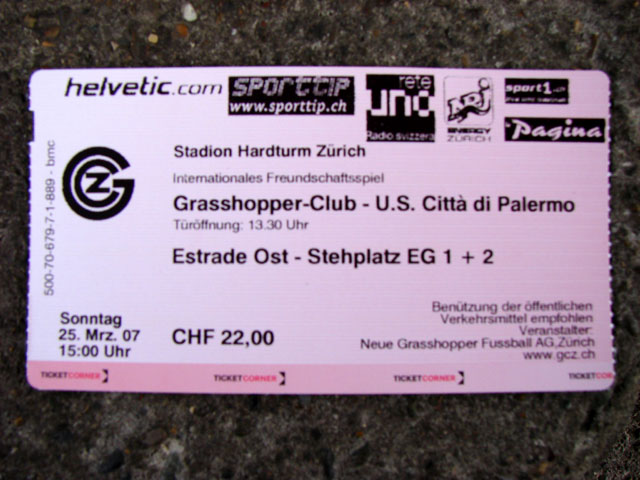 helvetic.com
SPORTTIP
www.sporttip.ch
rete
uno
Radio svizzera
NRJ
ENERGY
ZÜRICH
sport1.ch
Pagina
500-70-679-7-1-889 - bmc
GC
Z
Stadion Hardturm Zürich
Internationales Freundschaftsspiel
Grasshopper-Club - U.S. Città di Palermo
Türöffnung: 13.30 Uhr
Estrade Ost - Stehplatz EG 1 + 2
Sonntag
25. Mrz. 07
15:00 Uhr
CHF 22,00
Benützung der öffentlichen
Verkehrsmittel empfohlen
Veranstalter:
Neue Grasshopper Fussball AG,Zürich
www.gcz.ch
TICKETCORNER TICKETCORNER TICKETCORNER TICKETCOR